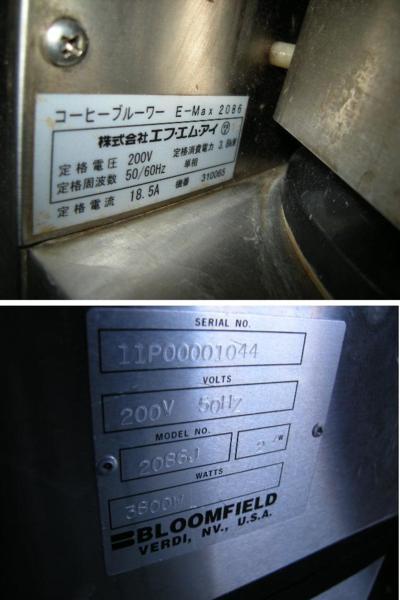 コーヒーブルーワー E-Max 2086
株式会社 エフ・エム・アイ
定格電圧 200V 定格消費電力 3.8kW
定格周波数 50/60Hz 単相
定格電流 18.5A 機番 310065
SERIAL NO.
11P00001044
VOLTS
200V 50Hz
MODEL NO.
2086J 2/W
WATTS
3800W
BLOOMFIELD
VERDI, NV., U.S.A.